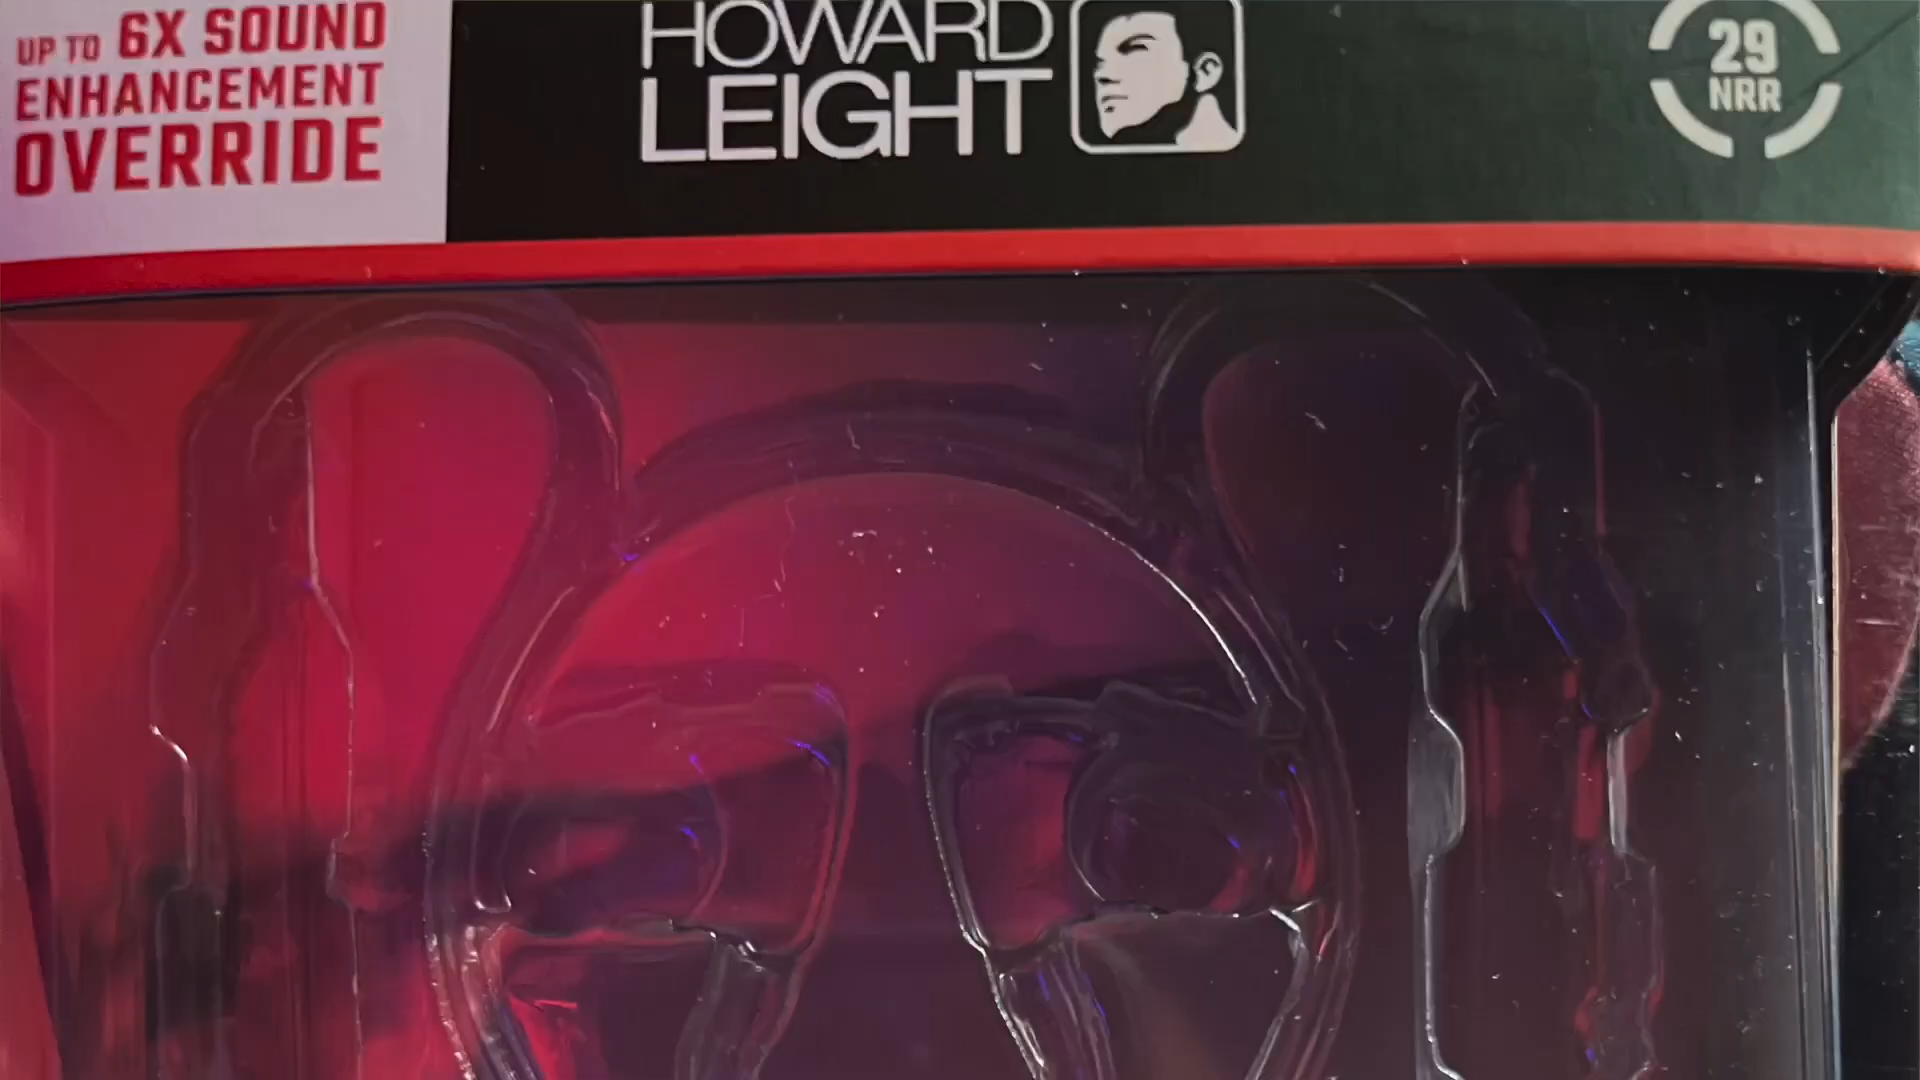 UP TO 6X SOUND
ENHANCEMENT
OVERRIDE
HOWARD
LEIGHT
29
NRR